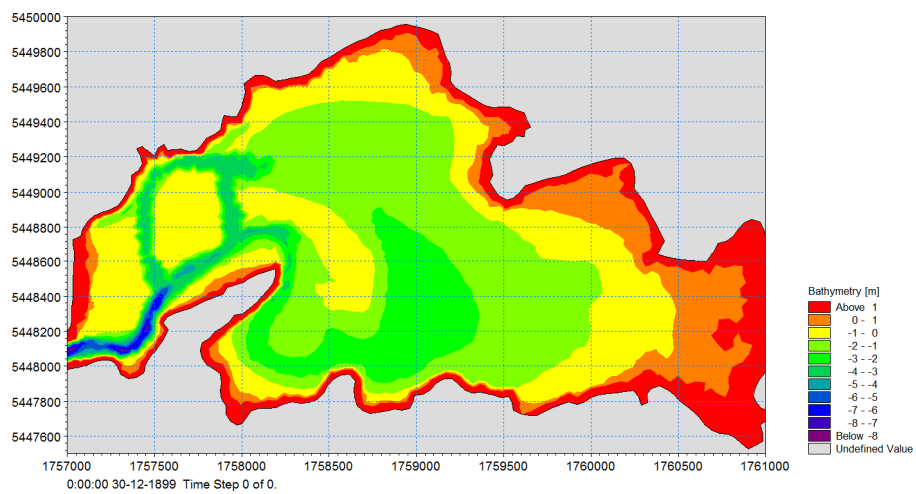 5450000
5449800
5449600
5449400
5449200
5449000
5448800
5448600
5448400
5448200
5448000
5447800
5447600
1757000 1757500 1758000 1758500 1759000 1759500 1760000 1760500 1761000
0:00:00 30-12-1899 Time Step 0 of 0.
Bathymetry [m]
Above 1
0 - 1
-1 - 0
-2 - -1
-3 - -2
-4 - -3
-5 - -4
-6 - -5
-7 - -6
-8 - -7
Below -8
Undefined Value